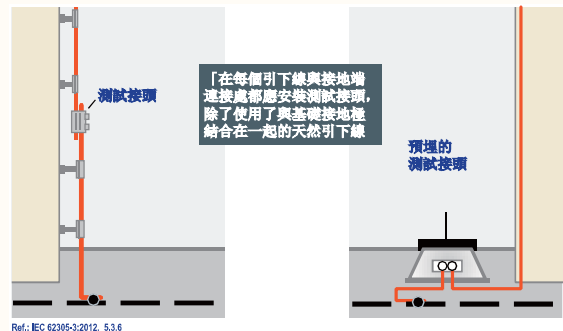 測試接頭
「在每個引下線與接地端
連接處都應安裝測試接頭,
除了使用了與基礎接地極
結合在一起的天然引下線
預埋的
測試接頭
Ref.: IEC 62305-3:2012. 5.3.6